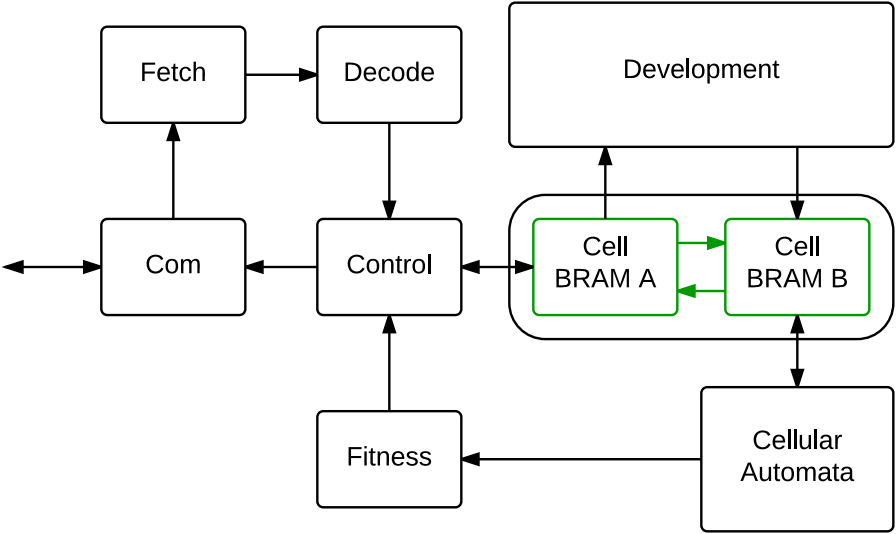 Fetch
Decode
Development
Com
Control
Cell
BRAM A
Cell
BRAM B
Fitness
Cellular
Automata